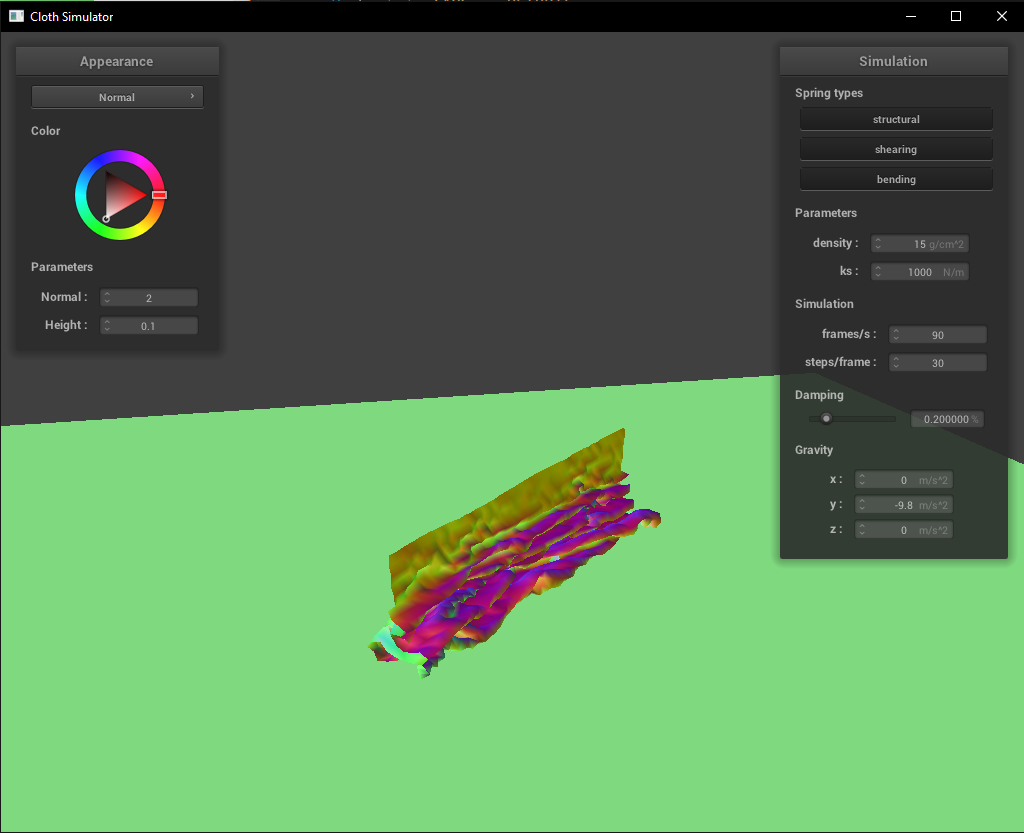 Cloth Simulator
Appearance
Normal
Color
Parameters
Normal :
2
Height :
0.1
Simulation
Spring types
structural
shearing
bending
Parameters
density :
15 g/cm^2
ks :
1000 N/m
Simulation
frames/s :
90
steps/frame :
30
Damping
0.200000 %
Gravity
x :
0 m/s^2
y :
-9.8 m/s^2
z :
0 m/s^2